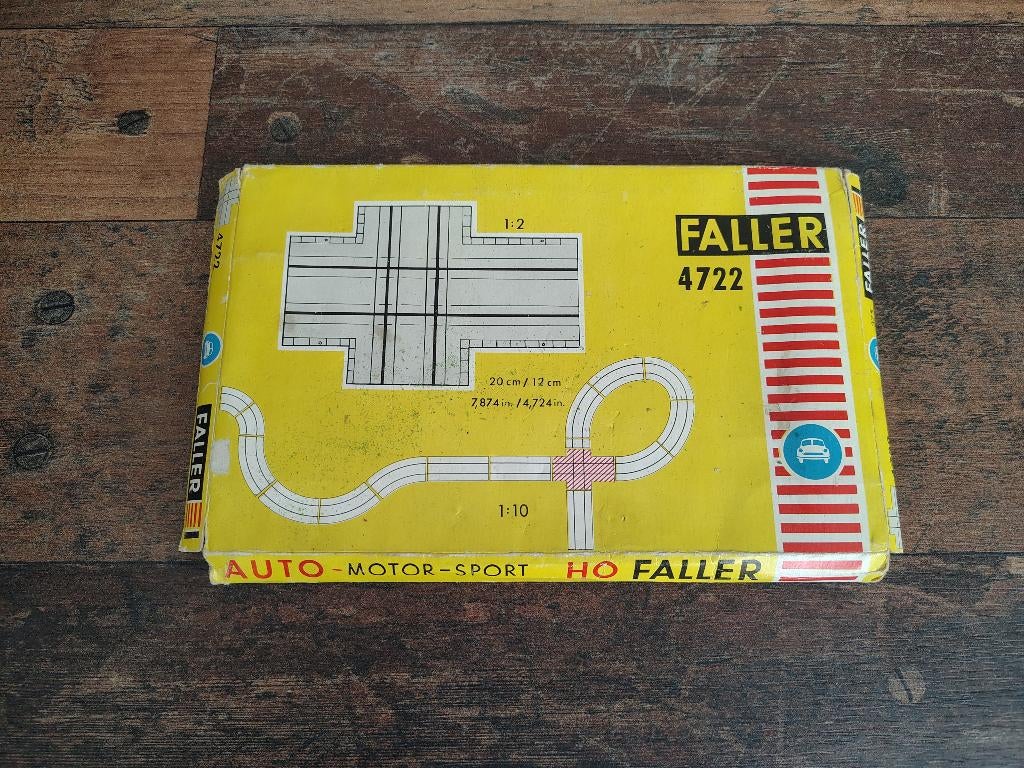 1:2
FALLER
4722
20 cm / 12 cm
7,874 in. / 4,724 in.
1:10
AUTO - MOTOR - SPORT HO FALLER
4722
FALLER
FALLER